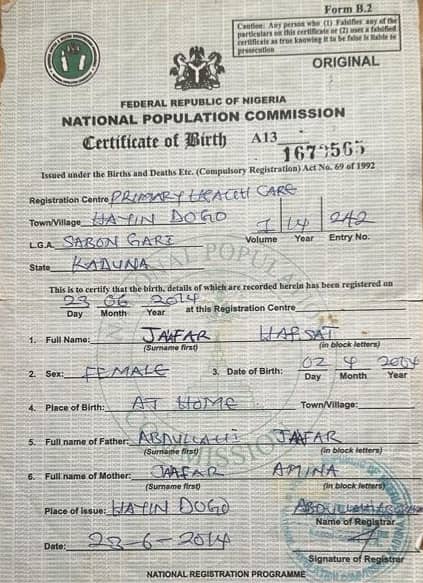 Form B.2
Caution: Any person who (1) Falsifies any of the
particulars on this certificate or (2) uses a falsified
certificate as true knowing it to be false is liable to
prosecution
ORIGINAL
FEDERAL REPUBLIC OF NIGERIA
NATIONAL POPULATION COMMISSION
Certificate of Birth A13
Issued under the Births and Deaths Etc. (Compulsory Registration) Act No. 69 of 1992
Registration Centre PRIMARY HEALTH CARE
Town/Village HAYIN DOGO 1 14 242
L.G.A. SABON GARI Volume Year Entry No.
State KADUNA
This is to certify that the birth, details of which are recorded herein has been registered on
23 06 2014
Day Month Year at this Registration Centre
1. Full Name: JAAFAR HAFSAT
(Surname first) (in block letters)
2. Sex: FEMALE 3. Date of Birth: 02 4
Day Month Year
4. Place of Birth: AT HOME Town/Village:
5. Full name of Father: ABDULLAHI JAAFAR
(Surname first) (in block letters)
6. Full name of Mother: JAAFAR AMINA
(Surname first) (in block letters)
Place of issue: HAYIN DOGO
Name of Registrar
Date: 23-6-2014
Signature of Registrar
NATIONAL REGISTRATION PROGRAMME